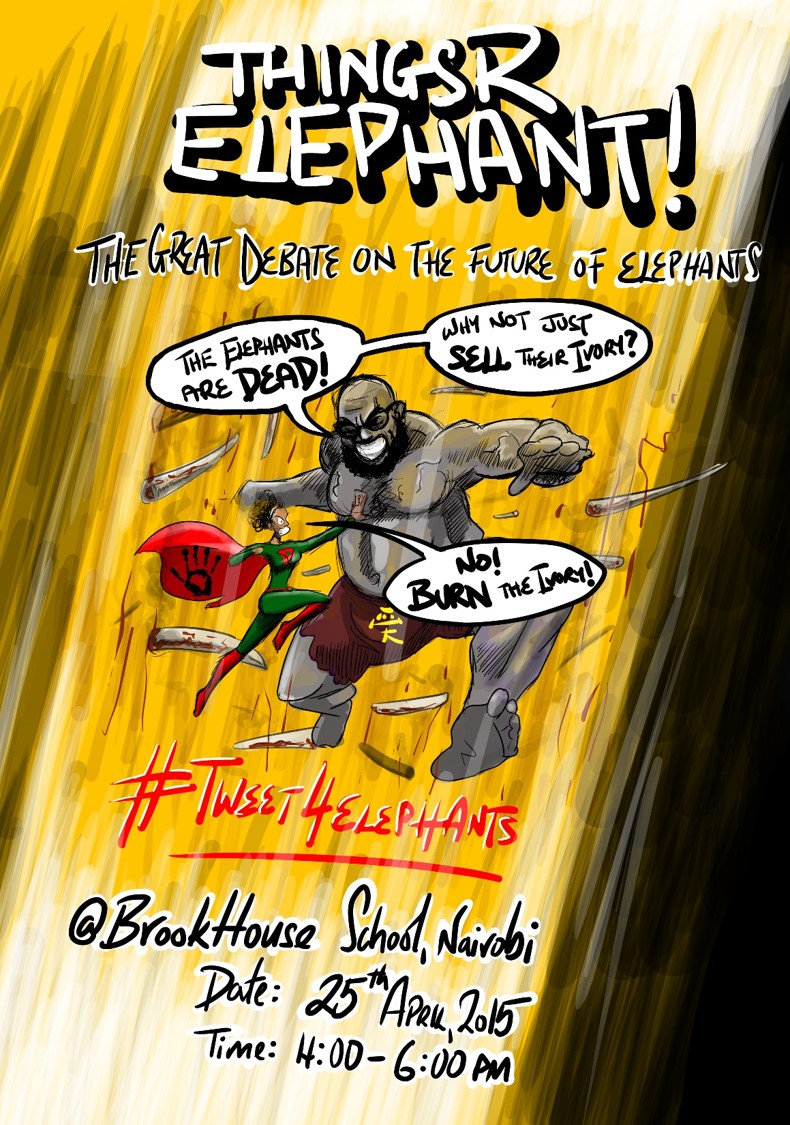 THINGSR
ELEPHANT!
THE GREAT DEBATE ON THE FUTURE OF ELEPHANTS
THE ELEPHANTS
ARE DEAD!
WHY NOT JUST
SELL THEIR IVORY?
NO!
BURN THE IVORY!
#TWEET4ELEPHANTS
@BrookHouse School, Nairobi
Date: 25th April, 2015
Time: 4:00 - 6:00 PM